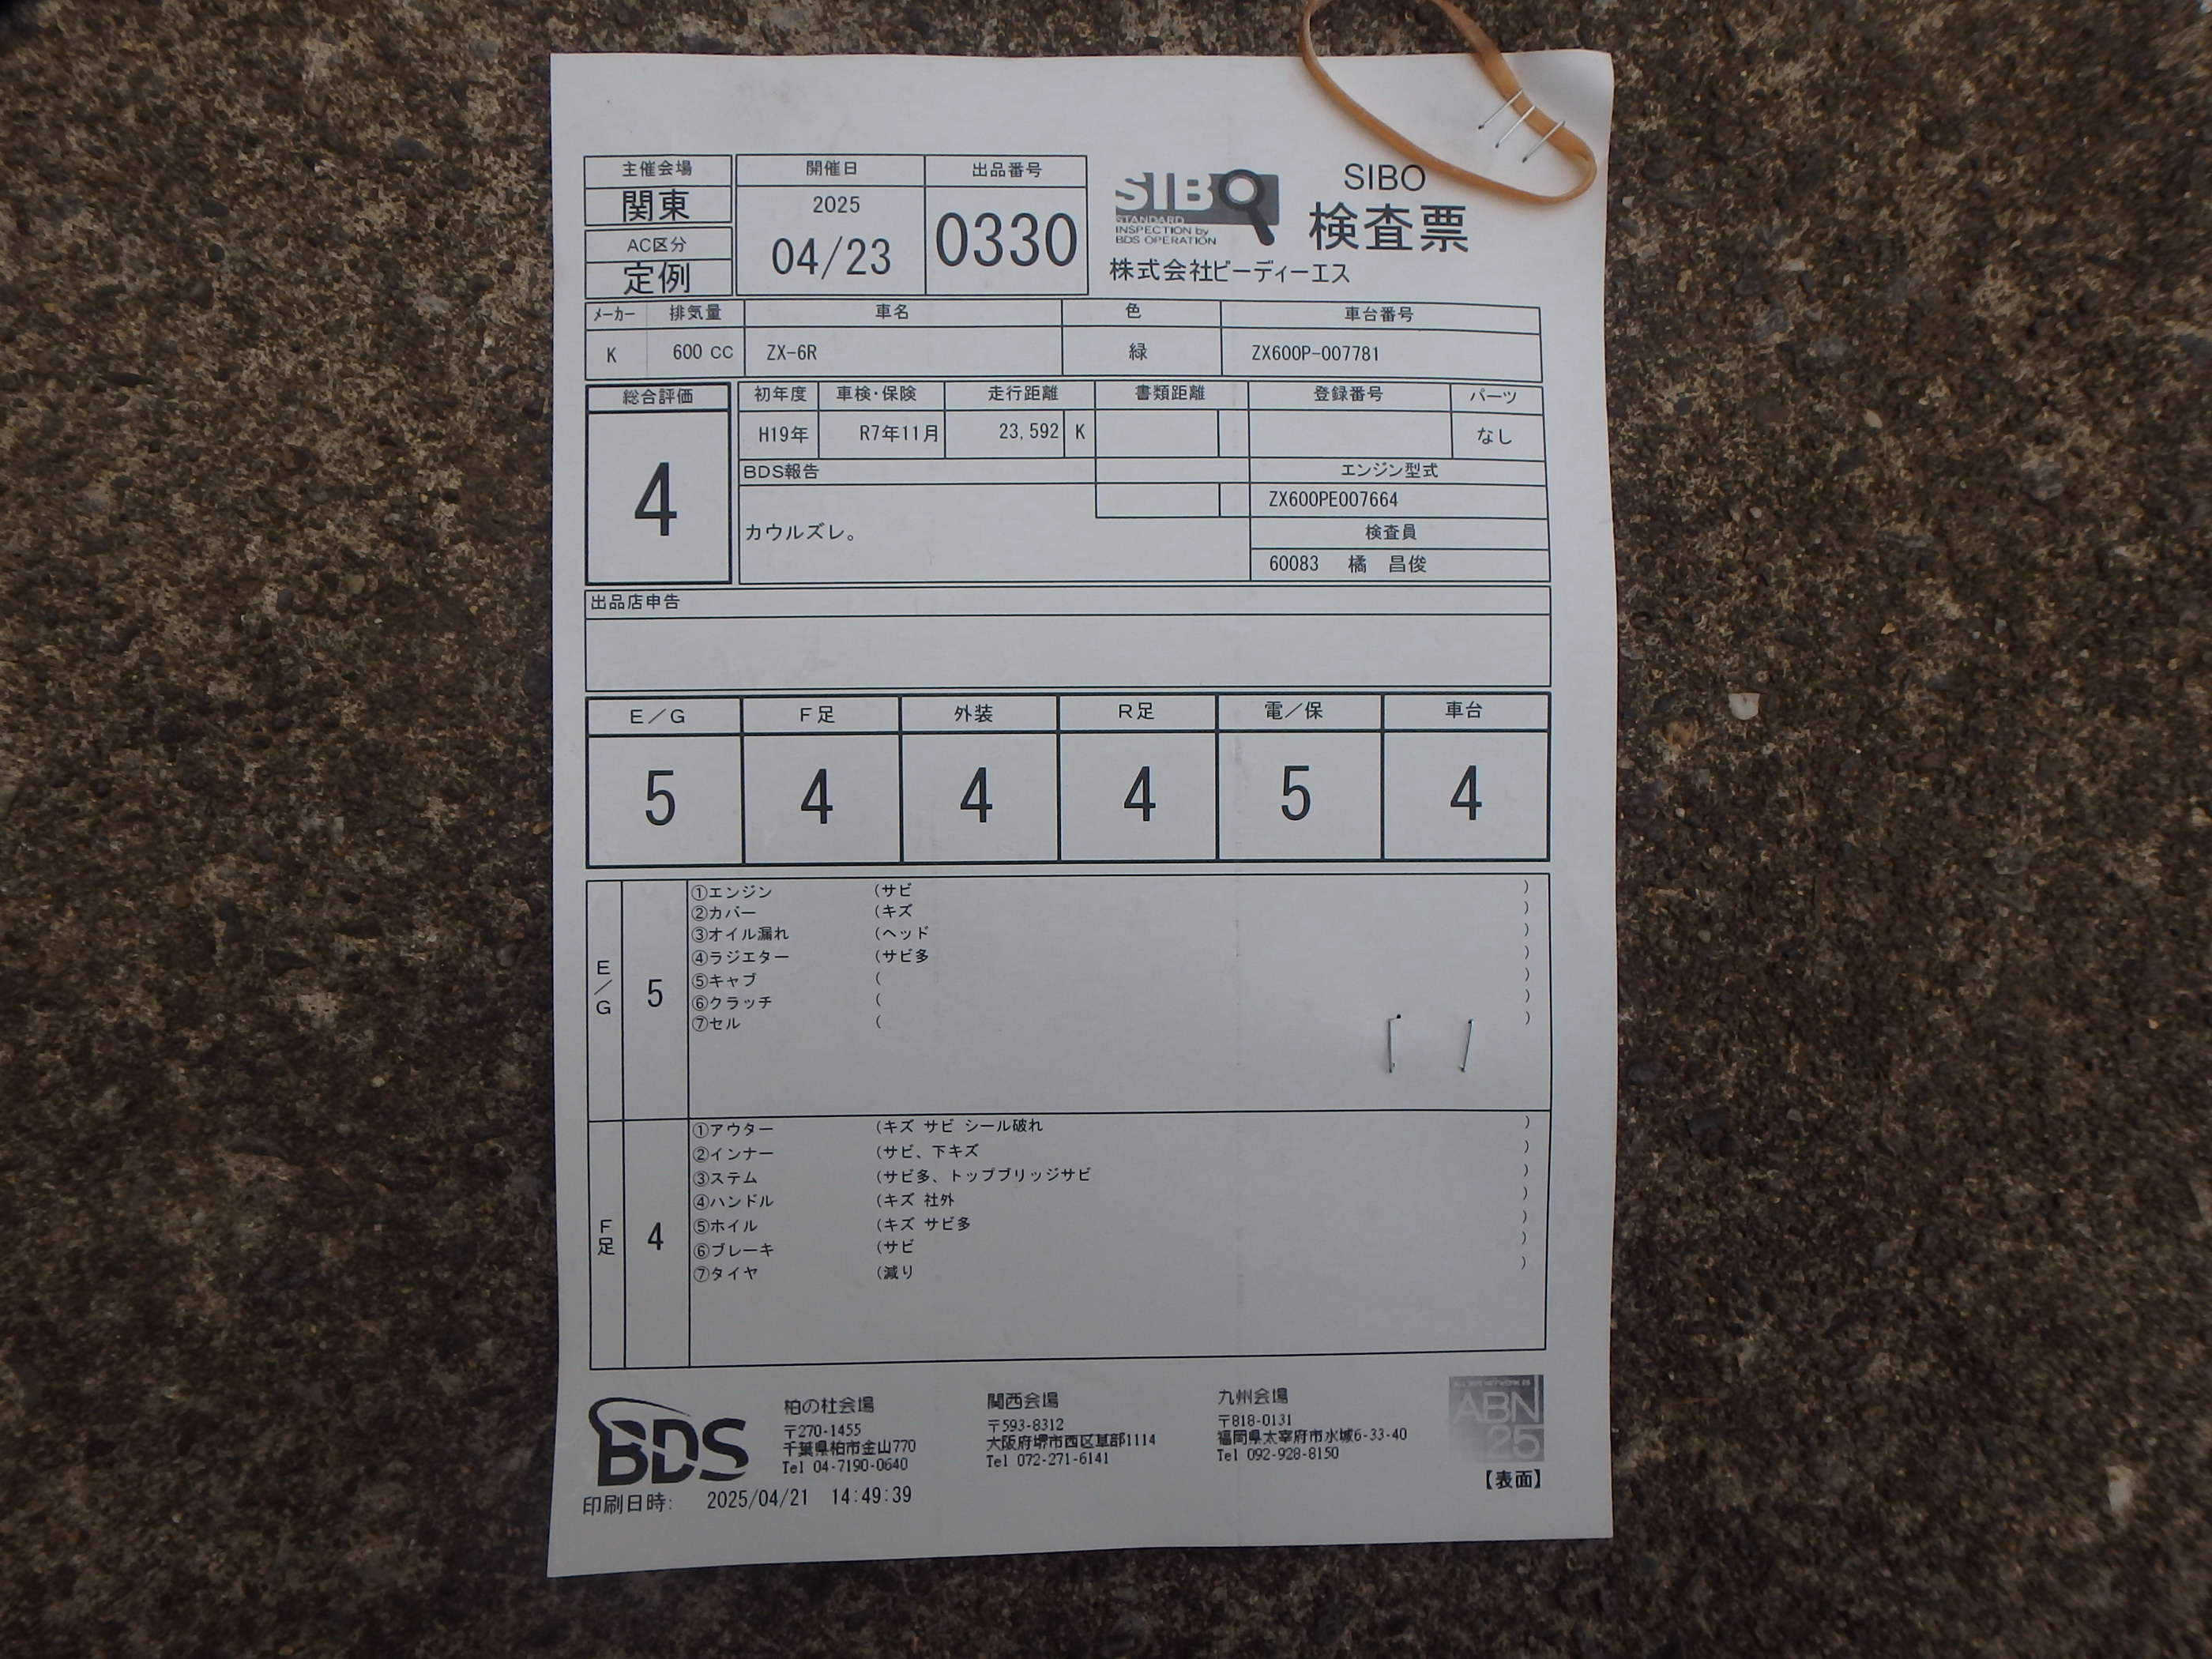 主催会場
関東
AC区分
定例
開催日
2025
04/23
出品番号
0330
SIBO
STANDARD
INSPECTION by
BDS OPERATION
SIBO
検査票
株式会社ビーディーエス
メーカー 排気量 車名 色 車台番号
K 600 CC ZX-6R 緑 ZX600P-007781
総合評価
4
初年度 車検・保険 走行距離 書類距離 登録番号 パーツ
H19年 R7年11月 23,592 K なし
BDS報告
カウルズレ。
エンジン型式
ZX600PE007664
検査員
60083 橘 昌俊
出品店申告
E/G F足 外装 R足 電/保 車台
5 4 4 4 5 4
E/G
5
①エンジン (サビ )
②カバー (キズ )
③オイル漏れ (ヘッド )
④ラジエター (サビ多 )
⑤キャブ ( )
⑥クラッチ ( )
⑦セル ( )
F足
4
①アウター (キズ サビ シール破れ )
②インナー (サビ、下キズ )
③ステム (サビ多、トップブリッジサビ )
④ハンドル (キズ 社外 )
⑤ホイル (キズ サビ多 )
⑥ブレーキ (サビ )
⑦タイヤ (減り )
BDS
柏の杜会場
〒270-1455
千葉県柏市金山770
Tel 04-7190-0640
関西会場
〒593-8312
大阪府堺市西区草部1114
Tel 072-271-6141
九州会場
〒818-0131
福岡県太宰府市水城6-33-40
Tel 092-928-8150
ABN
25
【表面】
印刷日時: 2025/04/21 14:49:39